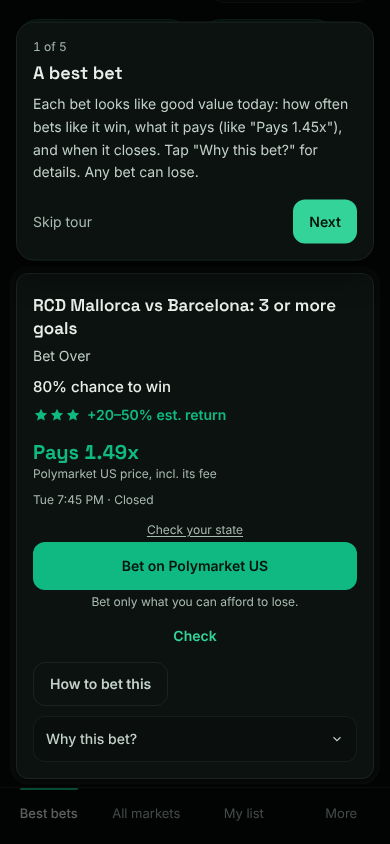 1 of 5
A best bet
Each bet looks like good value today: how often
bets like it win, what it pays (like "Pays 1.45x"),
and when it closes. Tap "Why this bet?" for
details. Any bet can lose.
Skip tour
Next
RCD Mallorca vs Barcelona: 3 or more
goals
Bet Over
80% chance to win
★★★ +20–50% est. return
Pays 1.49x
Polymarket US price, incl. its fee
Tue 7:45 PM · Closed
Check your state
Bet on Polymarket US
Bet only what you can afford to lose.
Check
How to bet this
Why this bet?
Best bets All markets My list More